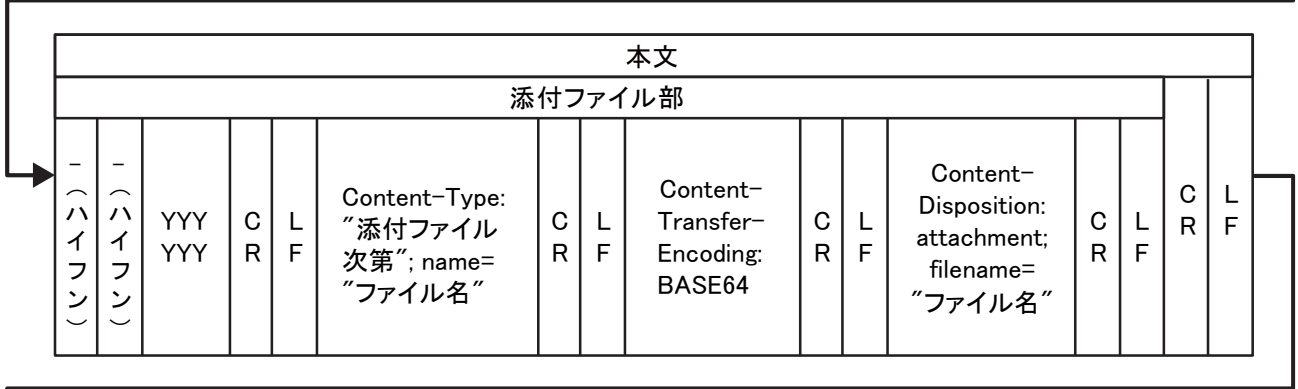 本文
添付ファイル部
-(ハイフン)
-(ハイフン)
YYY
YYY
C
R
L
F
Content-Type:
"添付ファイル
次第"; name=
"ファイル名"
C
R
L
F
Content-
Transfer-
Encoding:
BASE64
C
R
L
F
Content-
Disposition:
attachment;
filename=
"ファイル名"
C
R
L
F
C
R
L
F